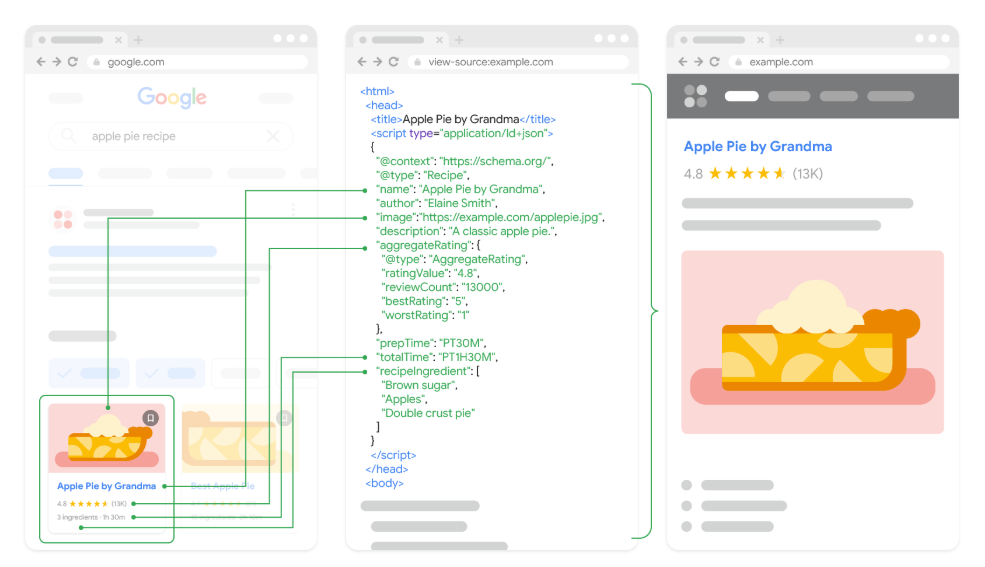 google.com
Google
apple pie recipe
Apple Pie by Grandma
4.8 (13K)
3 ingredients · 1h 30m
Best Apple Pie
view-source:example.com
<html>
<head>
<title>Apple Pie by Grandma</title>
<script type="application/ld+json">
{
"@context": "https://schema.org/",
"@type": "Recipe",
"name": "Apple Pie by Grandma",
"author": "Elaine Smith",
"image":"https://example.com/applepie.jpg",
"description": "A classic apple pie.",
"aggregateRating": {
"@type": "AggregateRating",
"ratingValue": "4.8",
"reviewCount": "13000",
"bestRating": "5",
"worstRating": "1"
},
"prepTime": "PT30M",
"totalTime": "PT1H30M",
"recipeIngredient": [
"Brown sugar",
"Apples",
"Double crust pie"
]
}
</script>
</head>
<body>
example.com
Apple Pie by Grandma
4.8 (13K)